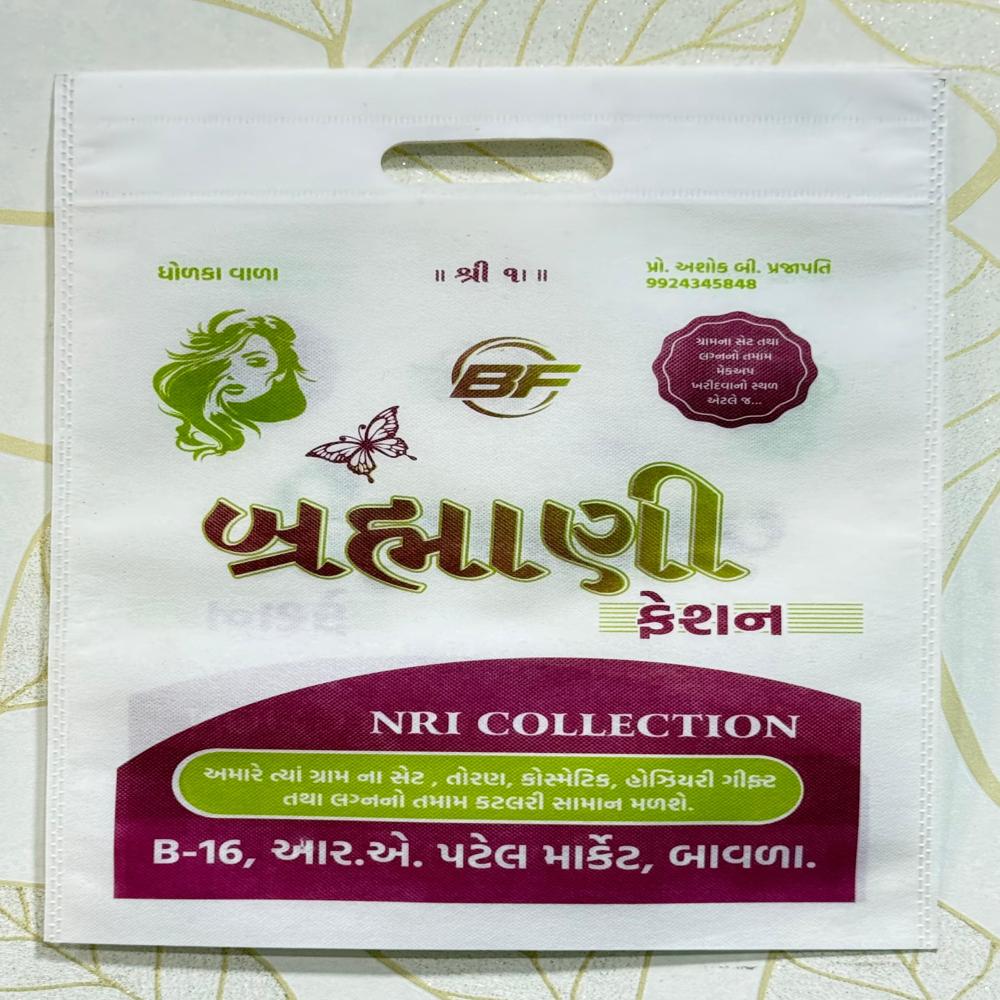 ધોળકા વાળા
॥ શ્રી ૧ા ॥
પ્રો. અશોક બી. પ્રજાપતિ
9924345848
BF
ગ્રામના સેટ તથા
લગ્નનો તમામ
મેકઅપ
ખરીદવાનો સ્થળ
એટલે જ...
બ્રહ્માણી
ફેશન
NRI COLLECTION
અમારે ત્યાં ગ્રામ ના સેટ , તોરણ, કોસ્મેટિક, હોઝિયરી ગીફ્ટ
તથા લગ્નનો તમામ કટલરી સામાન મળશે.
B-16, આર.એ. પટેલ માર્કેટ, બાવળા.